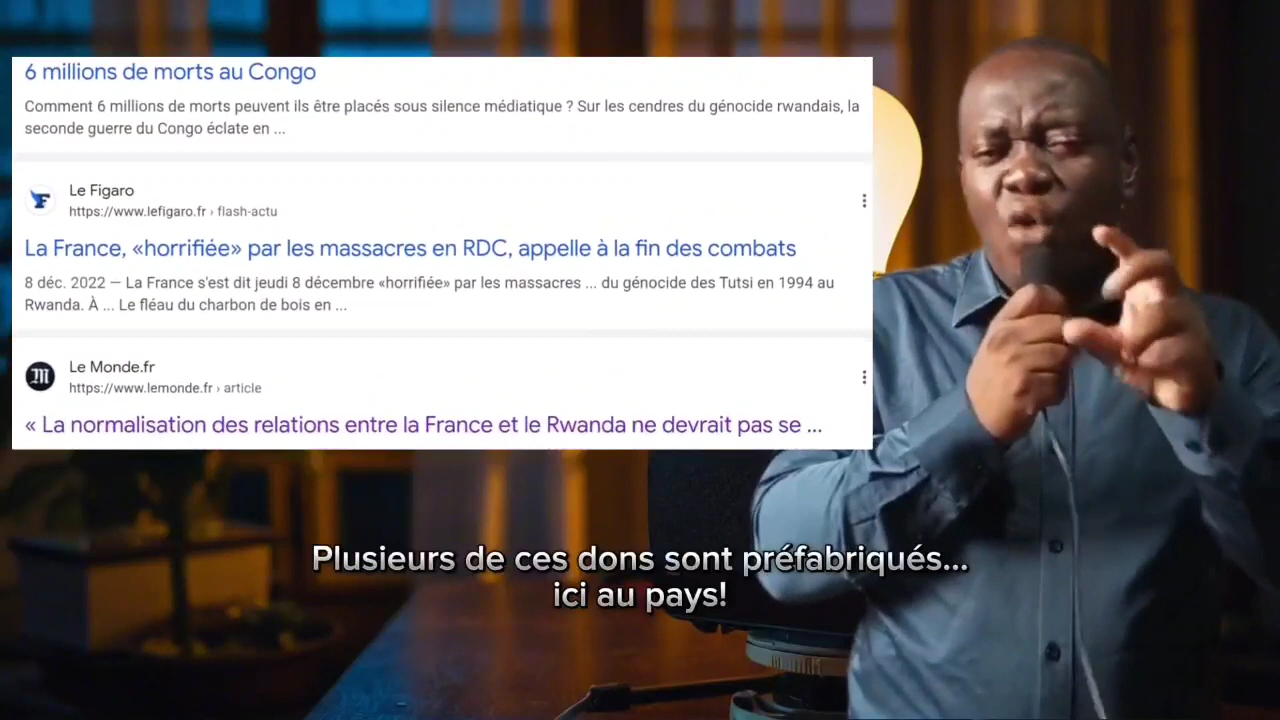 6 millions de morts au Congo
Comment 6 millions de morts peuvent ils être placés sous silence médiatique ? Sur les cendres du génocide rwandais, la
seconde guerre du Congo éclate en ...
Le Figaro
https://www.lefigaro.fr › flash-actu
La France, «horrifiée» par les massacres en RDC, appelle à la fin des combats
8 déc. 2022 — La France s'est dit jeudi 8 décembre «horrifiée» par les massacres ... du génocide des Tutsi en 1994 au
Rwanda. À ... Le fléau du charbon de bois en ...
Le Monde.fr
https://www.lemonde.fr › article
« La normalisation des relations entre la France et le Rwanda ne devrait pas se ...
Plusieurs de ces dons sont préfabriqués...
ici au pays!